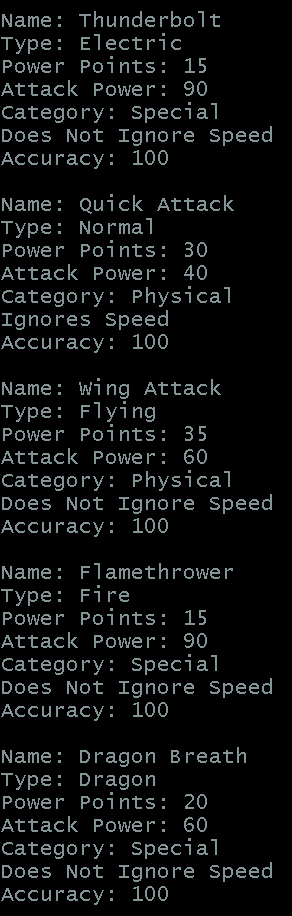 Name: Thunderbolt
Type: Electric
Power Points: 15
Attack Power: 90
Category: Special
Does Not Ignore Speed
Accuracy: 100

Name: Quick Attack
Type: Normal
Power Points: 30
Attack Power: 40
Category: Physical
Ignores Speed
Accuracy: 100

Name: Wing Attack
Type: Flying
Power Points: 35
Attack Power: 60
Category: Physical
Does Not Ignore Speed
Accuracy: 100

Name: Flamethrower
Type: Fire
Power Points: 15
Attack Power: 90
Category: Special
Does Not Ignore Speed
Accuracy: 100

Name: Dragon Breath
Type: Dragon
Power Points: 20
Attack Power: 60
Category: Special
Does Not Ignore Speed
Accuracy: 100